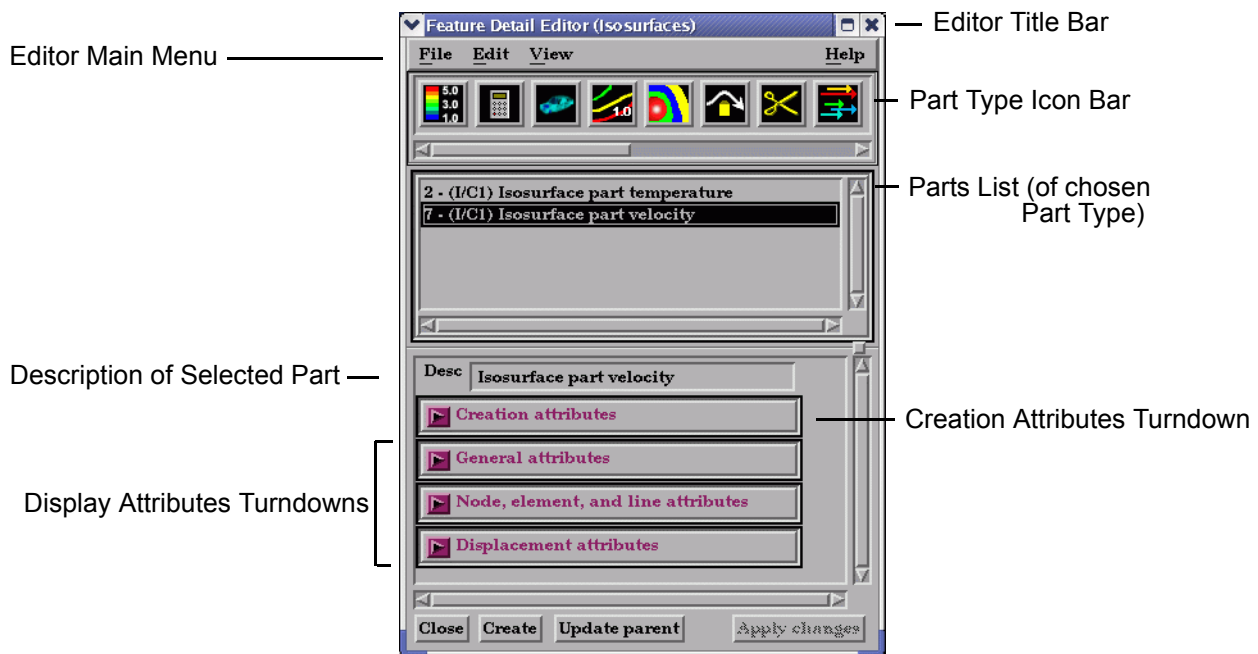 Feature Detail Editor (Isosurfaces)
Editor Title Bar
Editor Main Menu
File Edit View Help
5.0
3.0
1.0
1.0
Part Type Icon Bar
2 - (I/C1) Isosurface part temperature
7 - (I/C1) Isosurface part velocity
Parts List (of chosen
Part Type)
Description of Selected Part
Desc Isosurface part velocity
Creation attributes
Creation Attributes Turndown
General attributes
Display Attributes Turndowns
Node, element, and line attributes
Displacement attributes
Close Create Update parent Apply changes